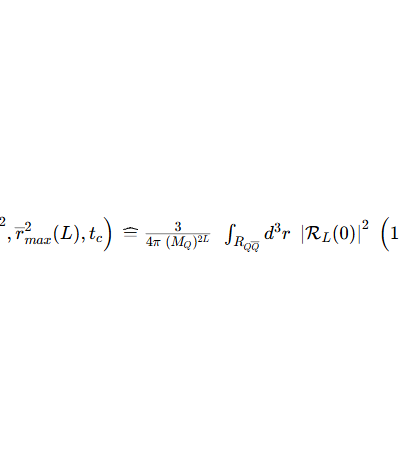 $^2, \overline{r}^2_{max}(L), t_c \Big) \widehat{=} \frac{3}{4\pi \, (M_Q)^{2L}} \int_{R_{Q\overline{Q}}} d^3r \, |\mathcal{R}_L(0)|^2 \, \Big( 1$